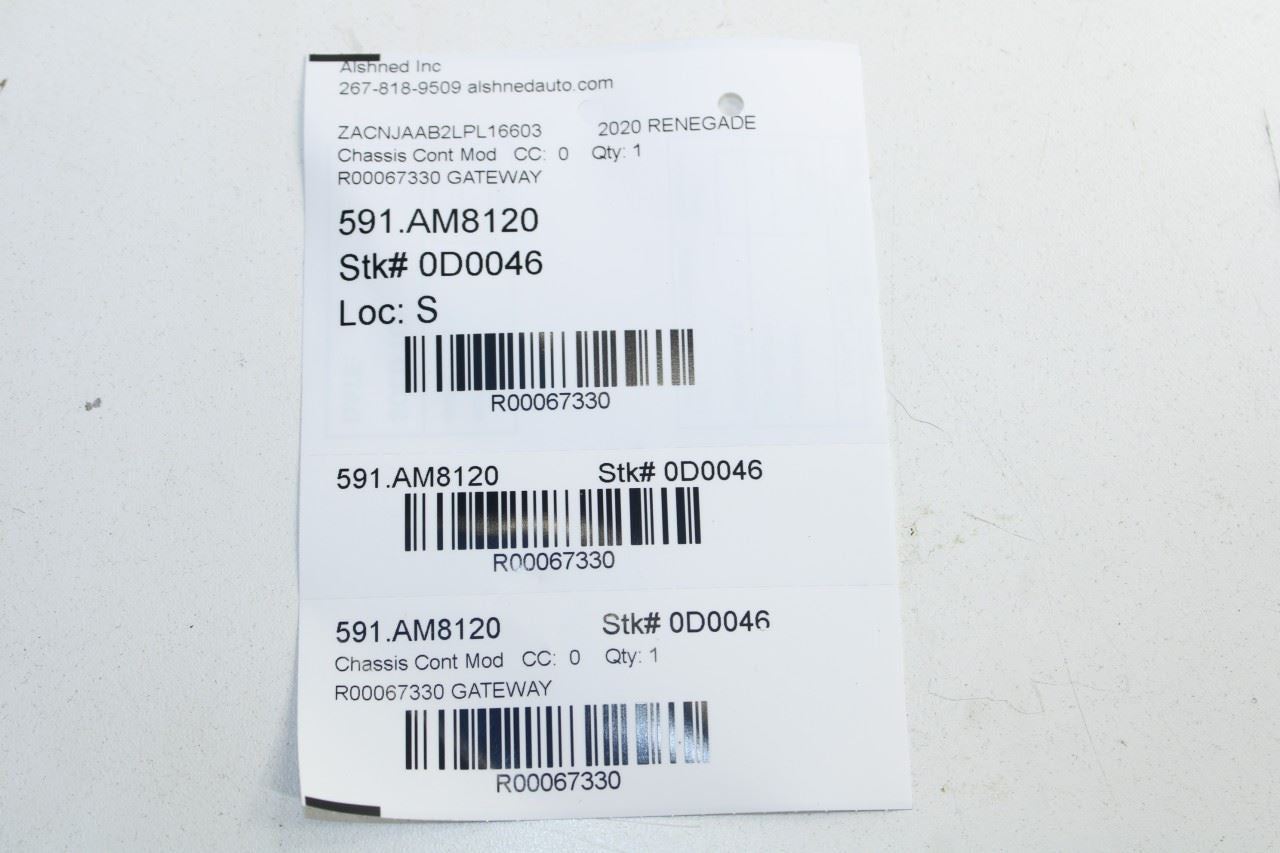 Alshned Inc
267-818-9509 alshnedauto.com
ZACNJAAB2LPL16603 2020 RENEGADE
Chassis Cont Mod CC: 0 Qty: 1
R00067330 GATEWAY
591.AM8120
Stk# 0D0046
Loc: S
R00067330
591.AM8120 Stk# 0D0046
R00067330
591.AM8120 Stk# 0D0046
Chassis Cont Mod CC: 0 Qty: 1
R00067330 GATEWAY
R00067330